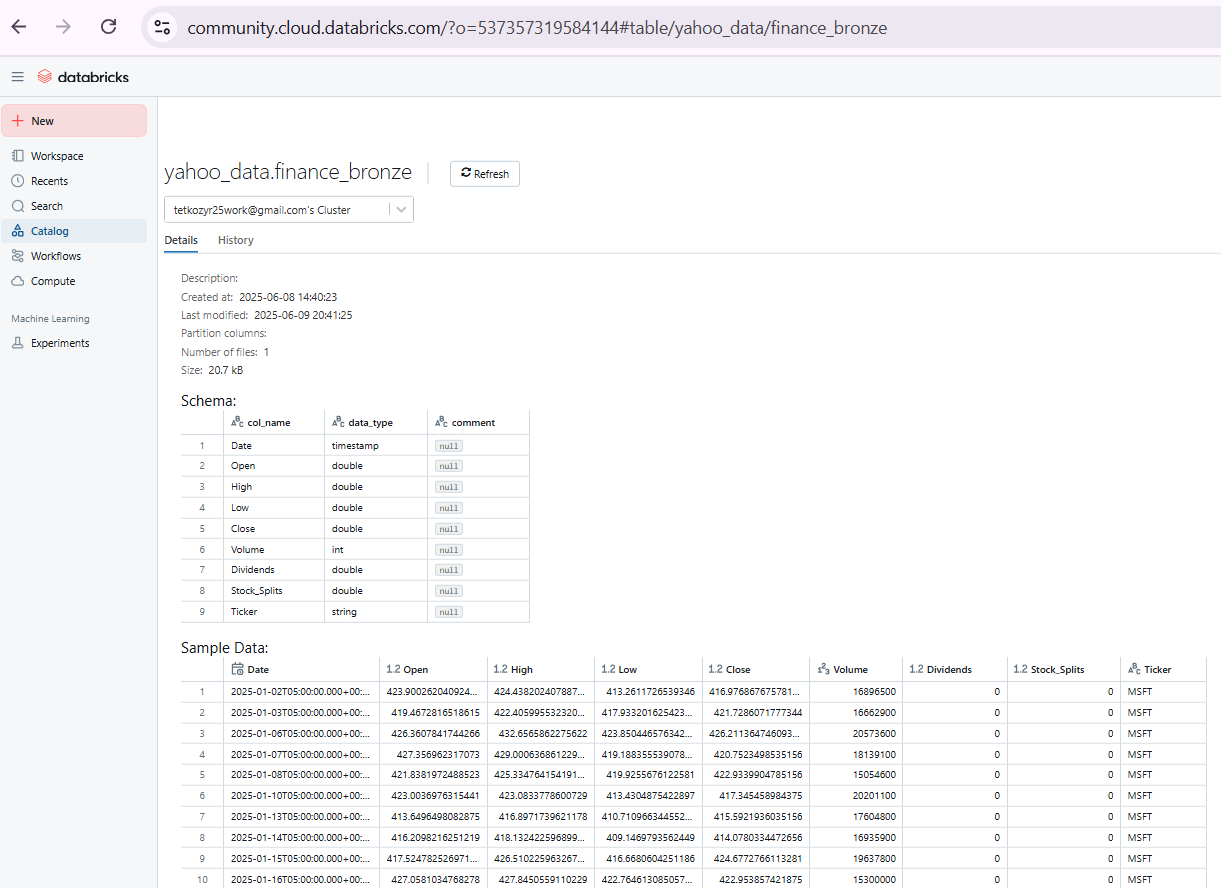 community.cloud.databricks.com/?o=537357319584144#table/yahoo_data/finance_bronze
databricks
New
Workspace
Recents
Search
Catalog
Workflows
Compute
Machine Learning
Experiments
yahoo_data.finance_bronze
Refresh
tetkozyr25work@gmail.com's Cluster
Details History
Description:
Created at: 2025-06-08 14:40:23
Last modified: 2025-06-09 20:41:25
Partition columns:
Number of files: 1
Size: 20.7 kB
Schema:
col_name data_type comment
1 Date timestamp null
2 Open double null
3 High double null
4 Low double null
5 Close double null
6 Volume int null
7 Dividends double null
8 Stock_Splits double null
9 Ticker string null
Sample Data:
Date 1.2 Open 1.2 High 1.2 Low 1.2 Close Volume 1.2 Dividends 1.2 Stock_Splits Ticker
1 2025-01-02T05:00:00.000+00:... 423.900262040924... 424.438202407887... 413.2611726539346 416.976867675781... 16896500 0 0 MSFT
2 2025-01-03T05:00:00.000+00:... 419.4672816518615 422.405995532320... 417.933201625423... 421.7286071777344 16662900 0 0 MSFT
3 2025-01-06T05:00:00.000+00:... 426.3607841744266 432.6565862275622 423.850446576342... 426.211364746093... 20573600 0 0 MSFT
4 2025-01-07T05:00:00.000+00:... 427.356962317073 429.000636861229... 419.188355539078... 420.7523498535156 18139100 0 0 MSFT
5 2025-01-08T05:00:00.000+00:... 421.8381972488523 425.334764154191... 419.9255676122581 422.9339904785156 15054600 0 0 MSFT
6 2025-01-10T05:00:00.000+00:... 423.0036976315441 423.0833778600729 413.4304875422897 417.345458984375 20201100 0 0 MSFT
7 2025-01-13T05:00:00.000+00:... 413.6496498082875 416.8971739621178 410.710966344552... 415.5921936035156 17604800 0 0 MSFT
8 2025-01-14T05:00:00.000+00:... 416.2098216251219 418.132422596899... 409.1469793562449 414.0780334472656 16935900 0 0 MSFT
9 2025-01-15T05:00:00.000+00:... 417.524782526971... 426.510225963267... 416.6680604251186 424.6772766113281 19637800 0 0 MSFT
10 2025-01-16T05:00:00.000+00:... 427.0581034768278 427.8450559110229 422.764613085057... 422.953857421875 15300000 0 0 MSFT